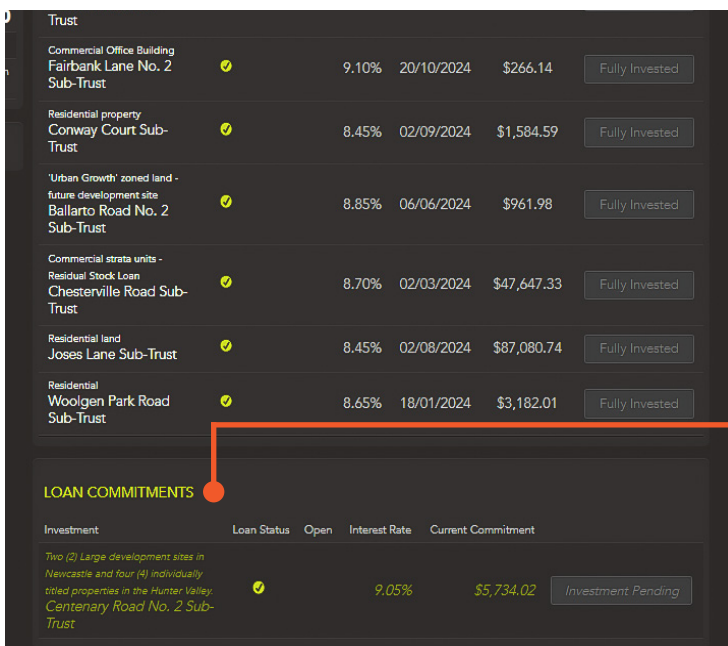 Trust
Commercial Office Building
Fairbank Lane No. 2 9.10% 20/10/2024 $266.14 Fully Invested
Sub-Trust
Residential property
Conway Court Sub- 8.45% 02/09/2024 $1,584.59 Fully Invested
Trust
'Urban Growth' zoned land -
future development site
Ballarto Road No. 2 8.85% 06/06/2024 $961.98 Fully Invested
Sub-Trust
Commercial strata units -
Residual Stock Loan
Chesterville Road Sub- 8.70% 02/03/2024 $47,647.33 Fully Invested
Trust
Residential land
Joses Lane Sub-Trust 8.45% 02/08/2024 $87,080.74 Fully Invested
Residential
Woolgen Park Road 8.65% 18/01/2024 $3,182.01 Fully Invested
Sub-Trust
LOAN COMMITMENTS
Investment Loan Status Open Interest Rate Current Commitment
Two (2) Large development sites in
Newcastle and four (4) individually
titled properties in the Hunter Valley. 9.05% $5,734.02 Investment Pending
Centenary Road No. 2 Sub-
Trust